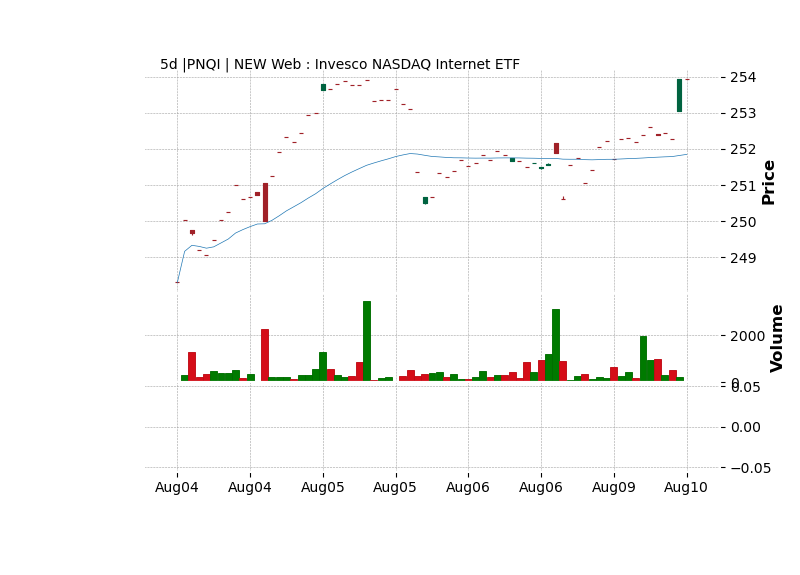 5d |PNQI | NEW Web : Invesco NASDAQ Internet ETF
254
253
252
251
250
249
Price
2000
0
Volume
0.05
0.00
−0.05
Aug04 Aug04 Aug05 Aug05 Aug06 Aug06 Aug09 Aug10